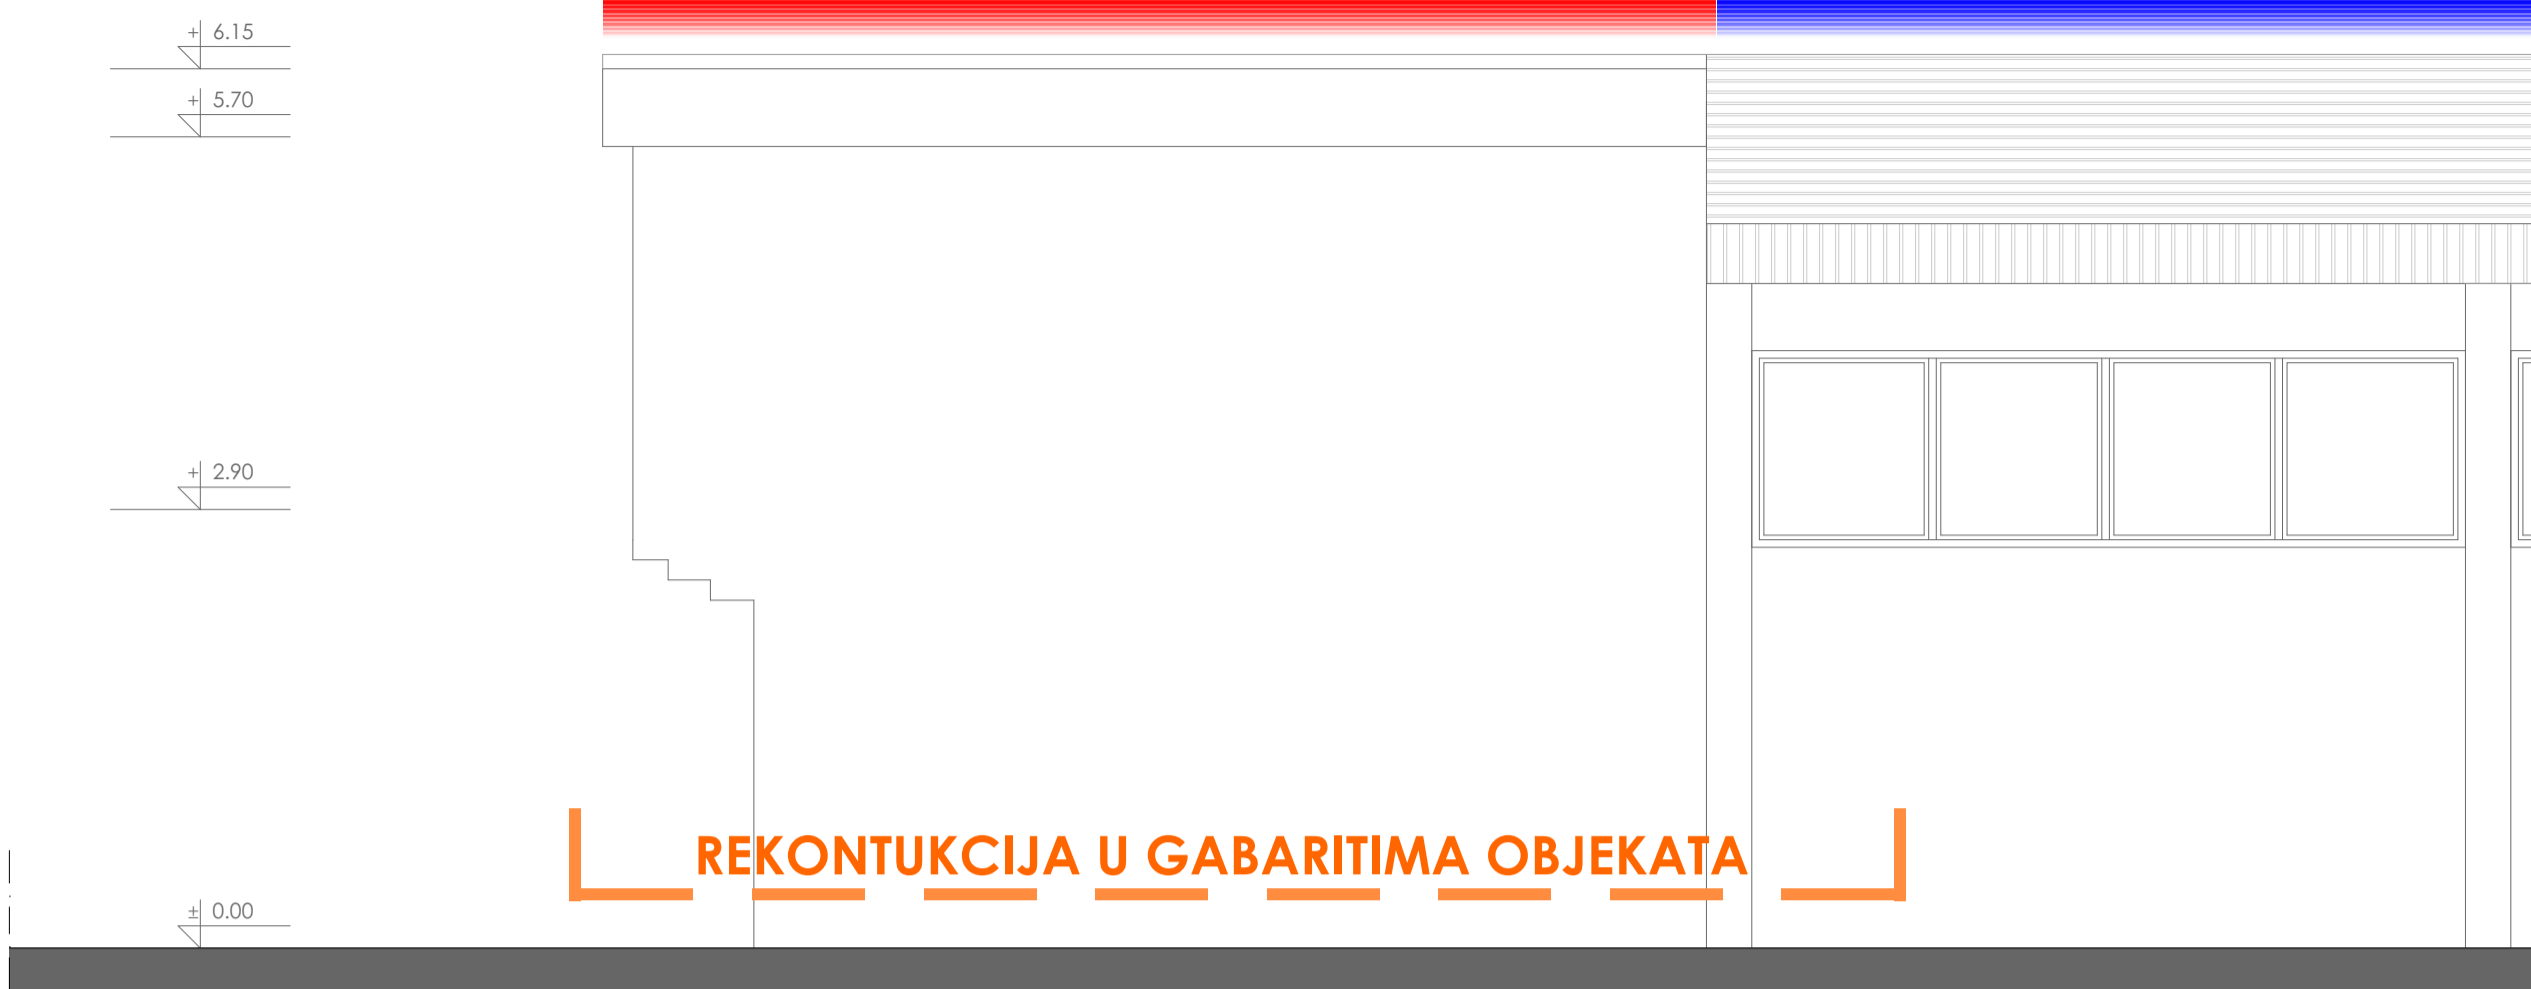 + 6.15
+ 5.70
+ 2.90
REKONTUKCIJA U GABARITIMA OBJEKATA
± 0.00